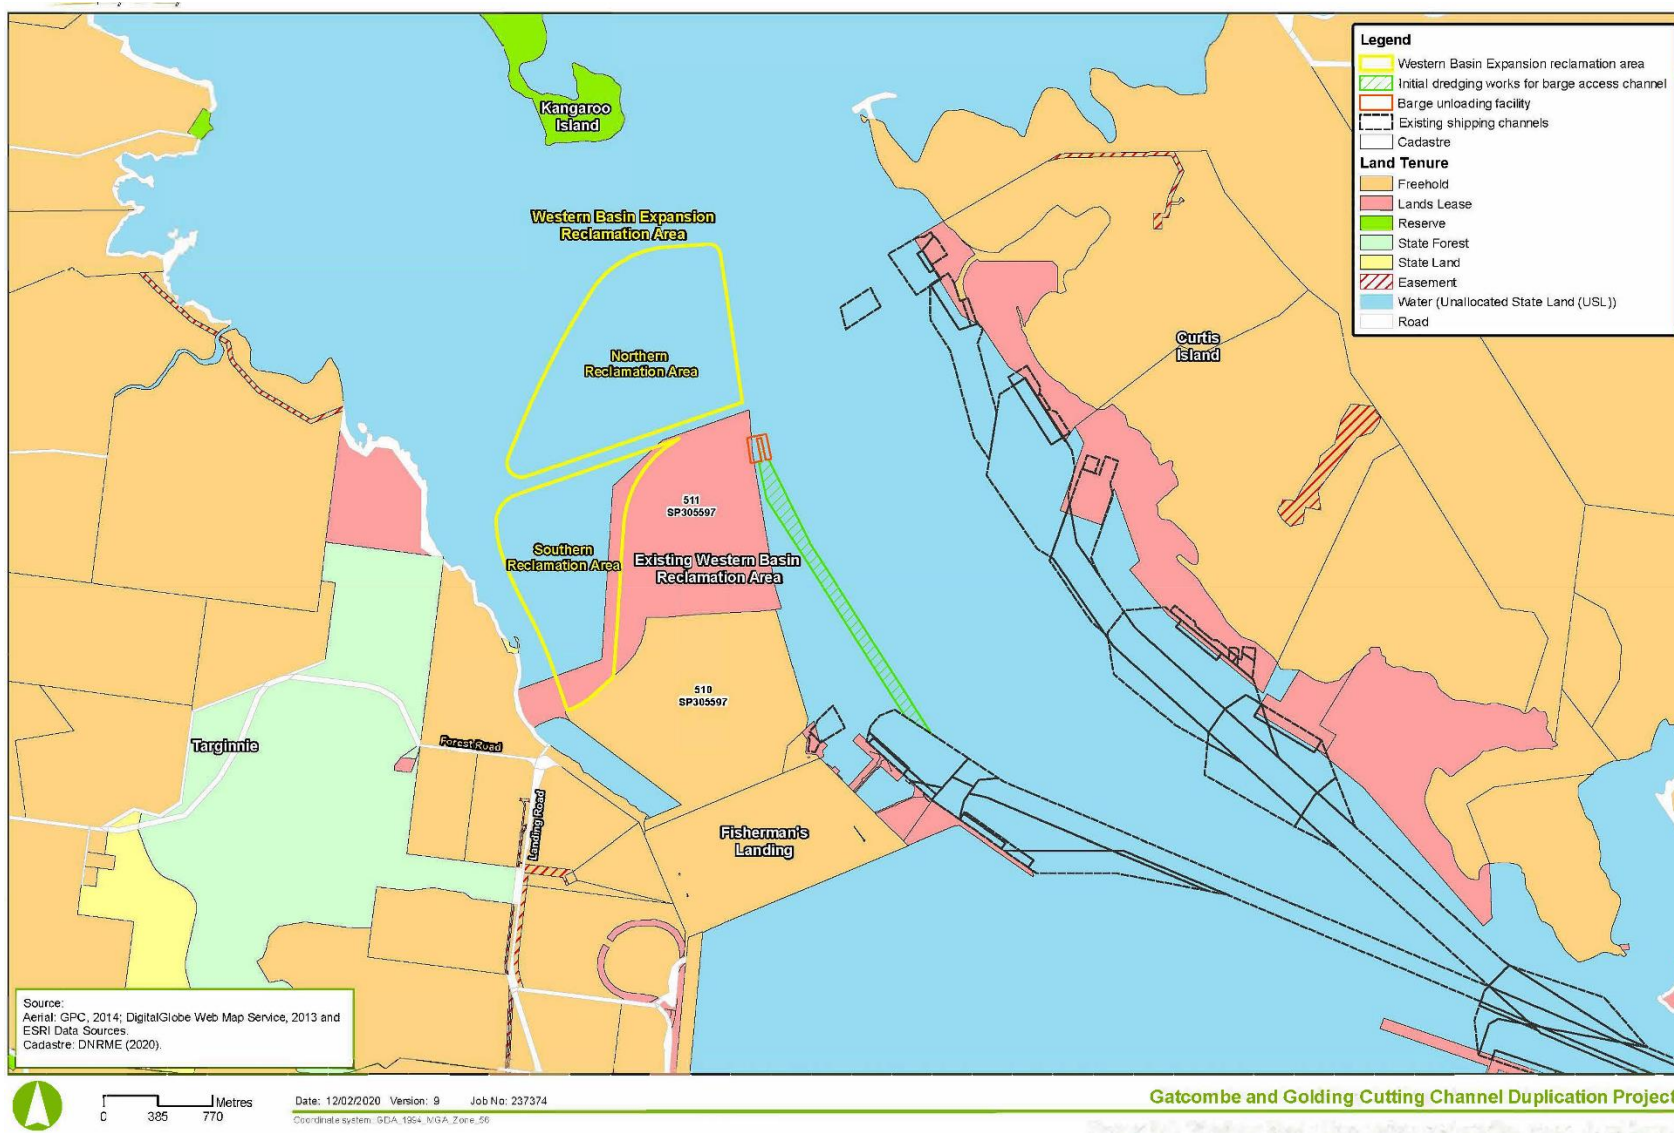 Legend
Western Basin Expansion reclamation area
Initial dredging works for barge access channel
Barge unloading facility
Existing shipping channels
Cadastre
Land Tenure
Freehold
Lands Lease
Reserve
State Forest
State Land
Easement
Water (Unallocated State Land (USL))
Road
Kangaroo
Island
Western Basin Expansion
Reclamation Area
Northern
Reclamation Area
Curtis
Island
511
SP305597
Southern
Reclamation Area
Existing Western Basin
Reclamation Area
510
SP305597
Targinnie
Forest Road
Landing Road
Fisherman's
Landing
Source:
Aerial: GPC, 2014; DigitalGlobe Web Map Service, 2013 and
ESRI Data Sources.
Cadastre: DNRME (2020).
Metres
0 385 770
Date: 12/02/2020 Version: 9 Job No: 237374
Coordinate system: GDA_1994_MGA_Zone_56
Gatcombe and Golding Cutting Channel Duplication Project